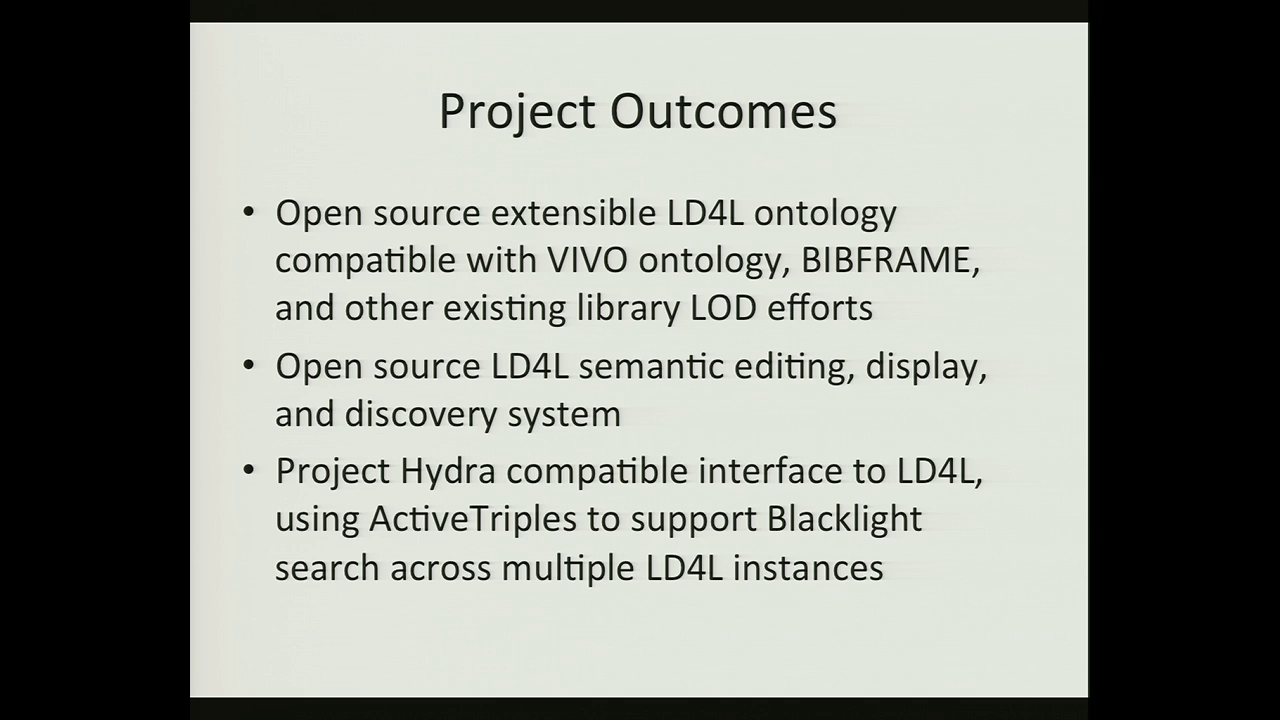 Project Outcomes
• Open source extensible LD4L ontology
compatible with VIVO ontology, BIBFRAME,
and other existing library LOD efforts
• Open source LD4L semantic editing, display,
and discovery system
• Project Hydra compatible interface to LD4L,
using ActiveTriples to support Blacklight
search across multiple LD4L instances